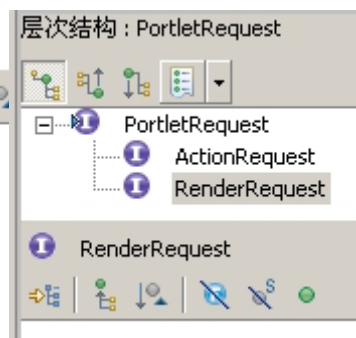 层次结构 : PortletRequest
PortletRequest
ActionRequest
RenderRequest
RenderRequest